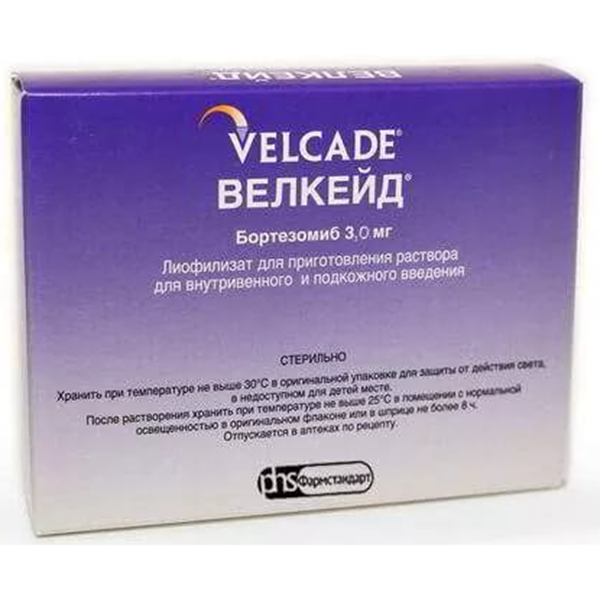 ВЕЛКЕЙД
VELCADE®
ВЕЛКЕЙД®
Бортезомиб 3,0 мг
Лиофилизат для приготовления раствора
для внутривенного и подкожного введения
СТЕРИЛЬНО
Хранить при температуре не выше 30°С в оригинальной упаковке для защиты от действия света,
в недоступном для детей месте.
После растворения хранить при температуре не выше 25°С в помещении с нормальной
освещенностью в оригинальном флаконе или в шприце не более 8 ч.
Отпускается в аптеках по рецепту.
phs Фармстандарт